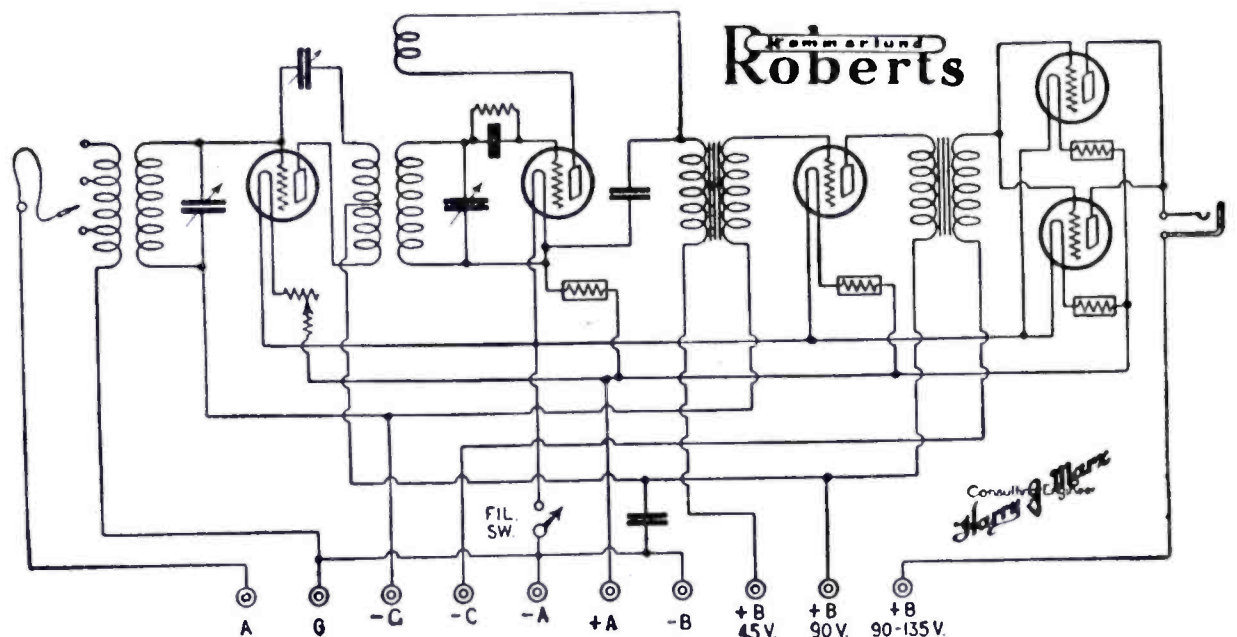 Hammarlund
Roberts
FIL.
SW.
Consulting Engineer
Harry J Marx
A G -C -C -A +A -B +B 45 V. +B 90 V. +B 90-135 V.